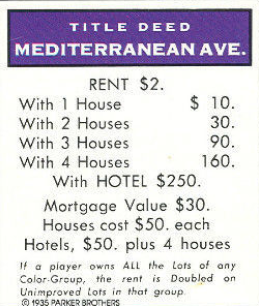 TITLE DEED
MEDITERRANEAN AVE.
RENT $2.
With 1 House $ 10.
With 2 Houses 30.
With 3 Houses 90.
With 4 Houses 160.
With HOTEL $250.
Mortgage Value $30.
Houses cost $50. each
Hotels, $50. plus 4 houses
If a player owns ALL the Lots of any
Color-Group, the rent is Doubled on
Unimproved Lots in that group.
© 1935 PARKER BROTHERS